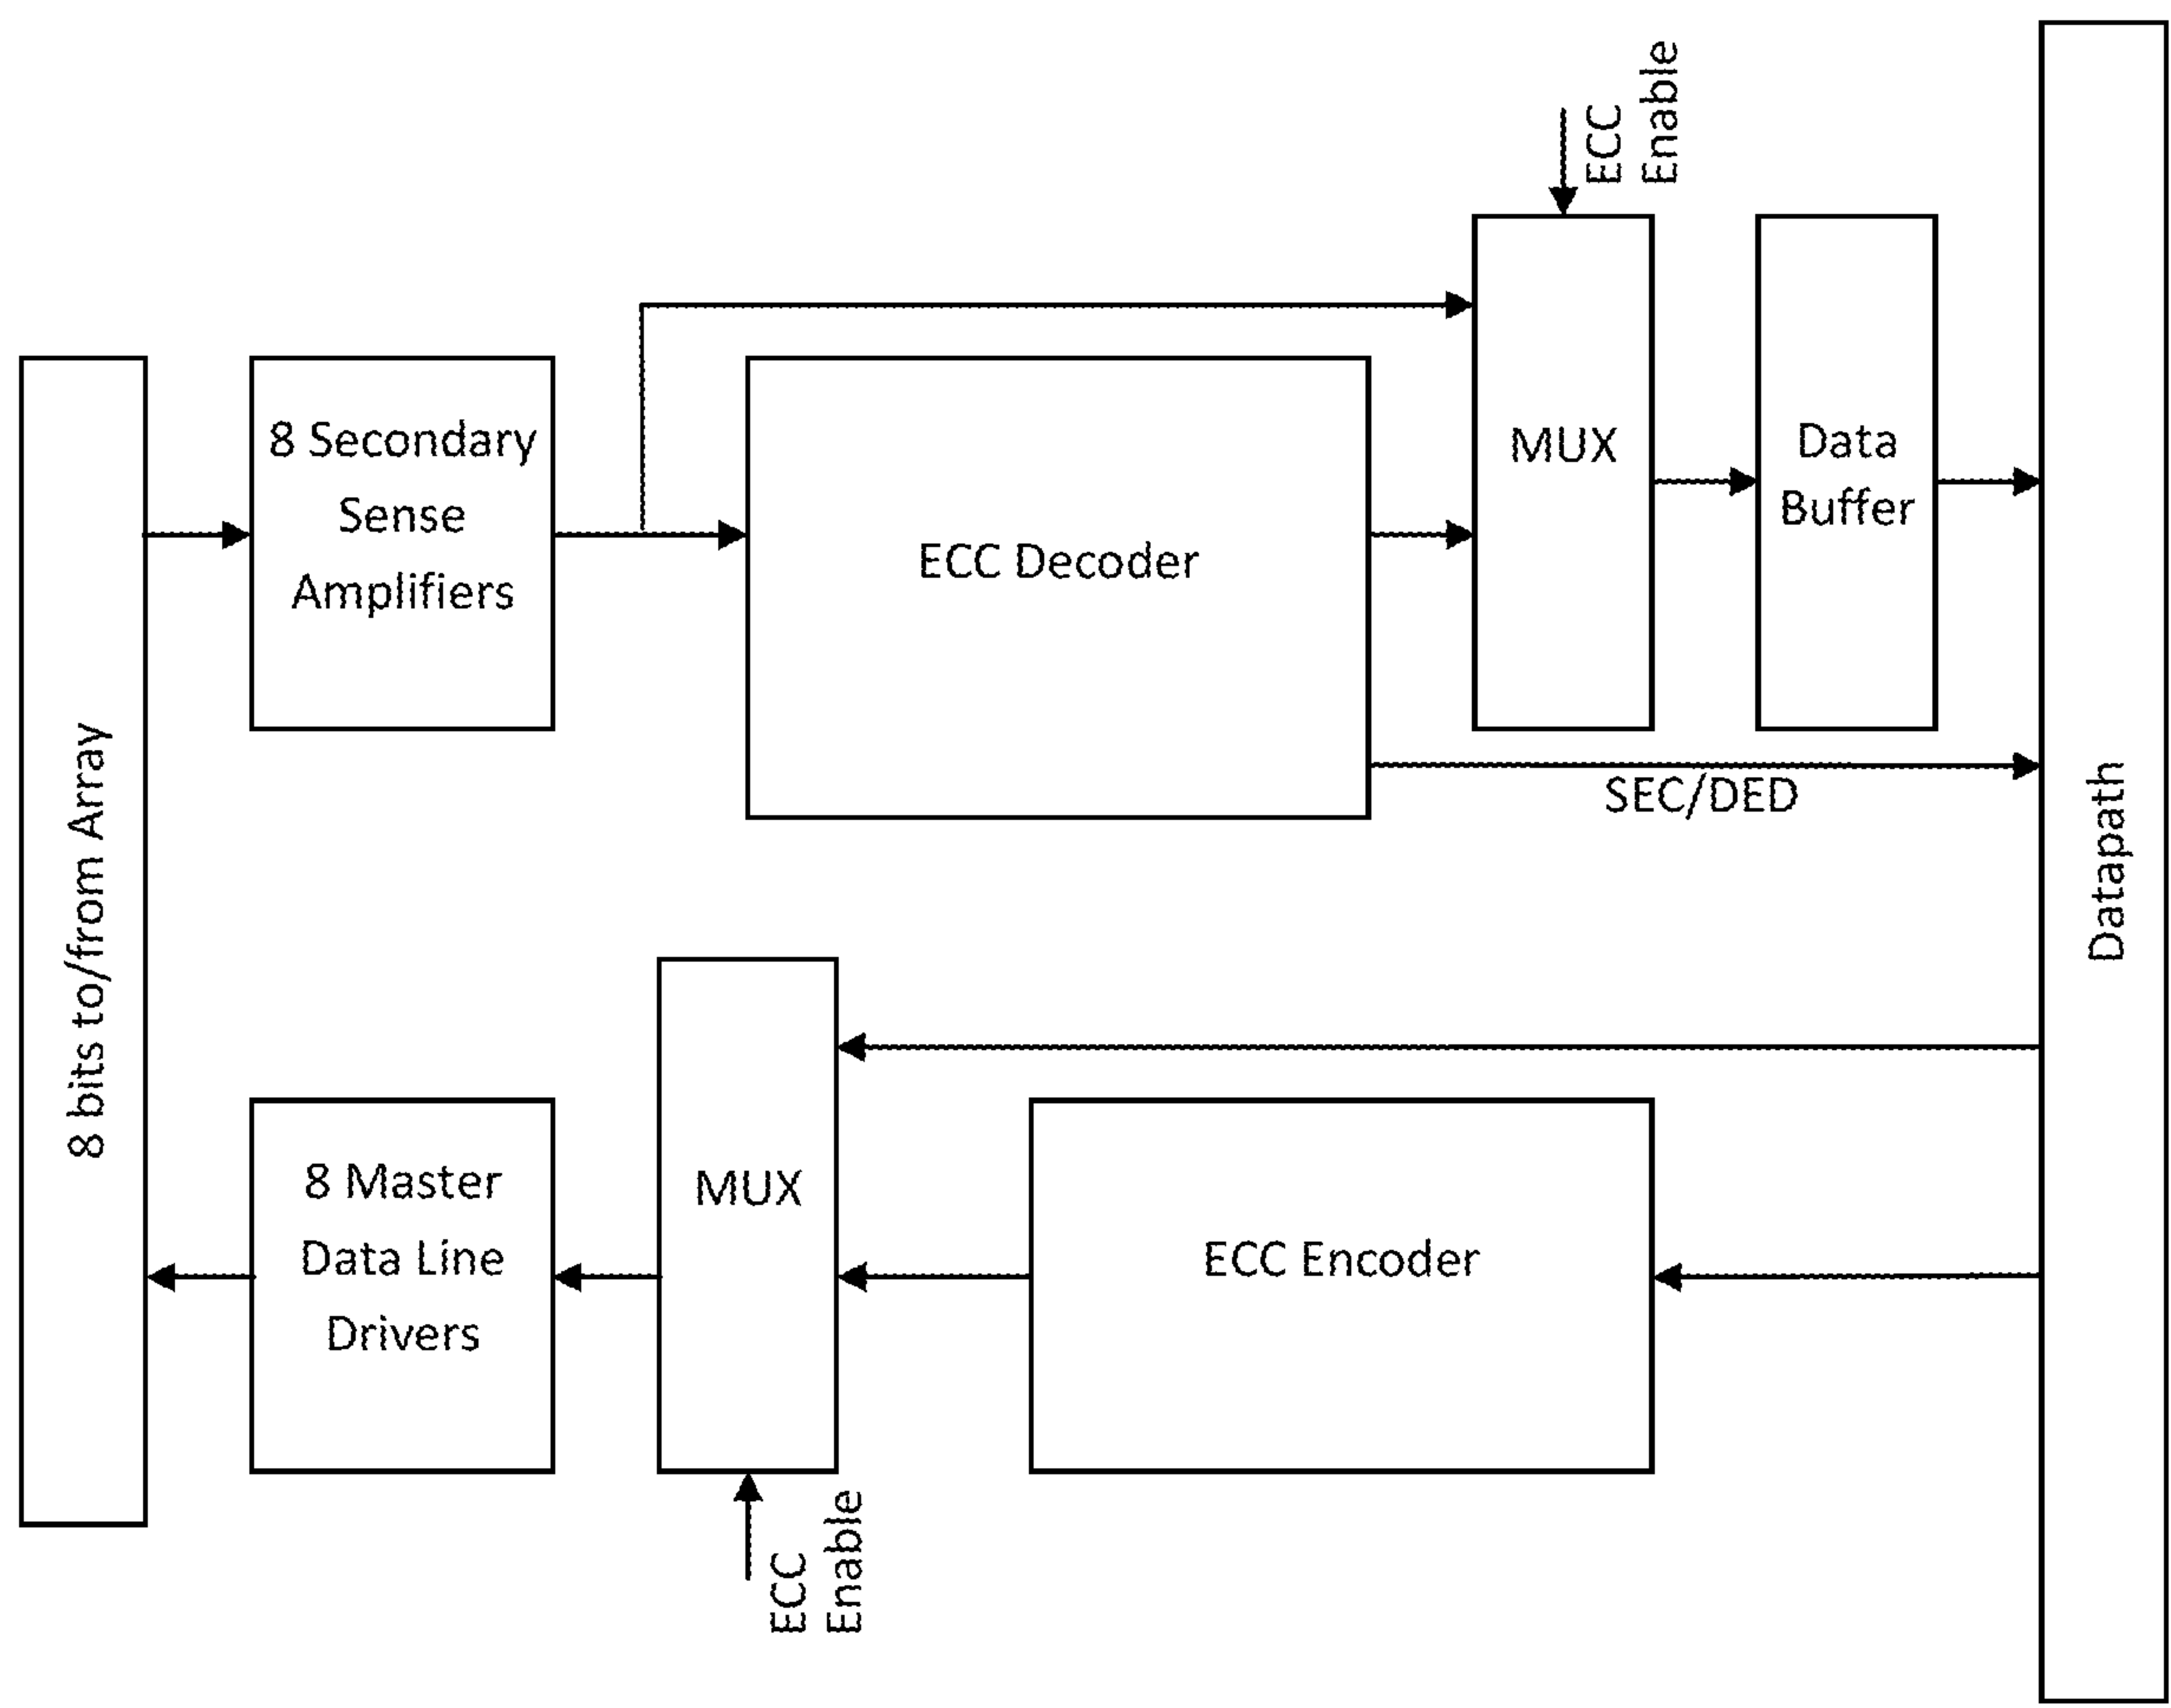 ECC
Enable
8 Secondary
Sense
Amplifiers
ECC Decoder
MUX
Data
Buffer
SEC/DED
8 bits to/from Array
Datapath
8 Master
Data Line
Drivers
MUX
ECC Encoder
ECC
Enable